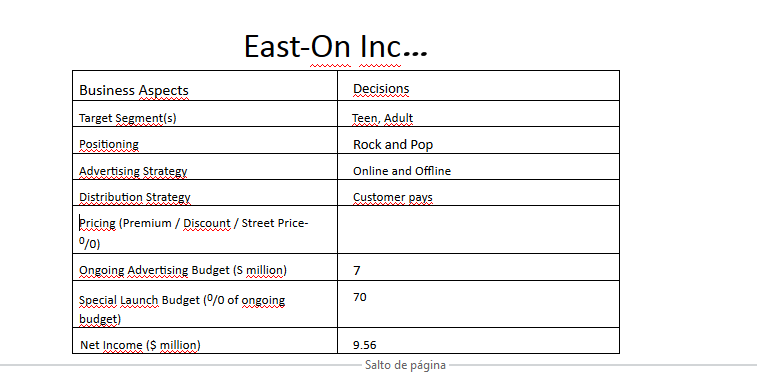 East-On Inc...
Business Aspects Decisions
Target Segment(s) Teen, Adult
Positioning Rock and Pop
Advertising Strategy Online and Offline
Distribution Strategy Customer pays
Pricing (Premium / Discount / Street Price-
⁰/0)
Ongoing Advertising Budget (S million) 7
Special Launch Budget (⁰/0 of ongoing 70
budget)
Net Income ($ million) 9.56
Salto de página